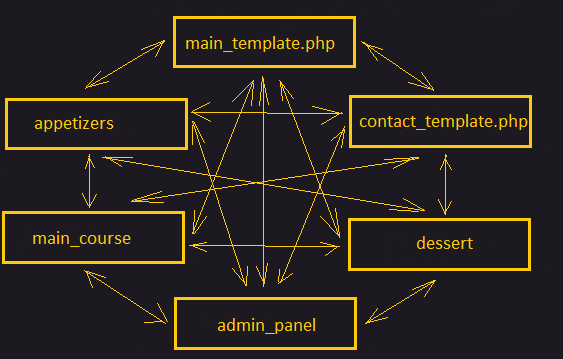 main_template.php
appetizers
contact_template.php
main_course
dessert
admin_panel